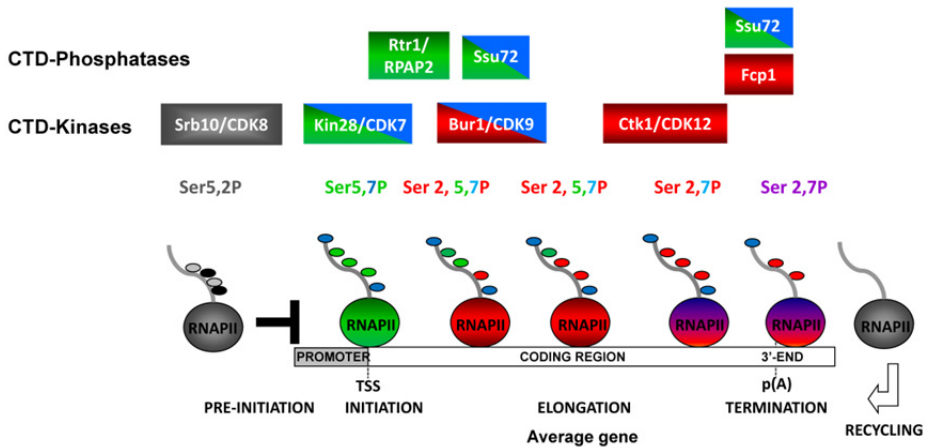 CTD-Phosphatases
Rtr1/
RPAP2
Ssu72
Ssu72
Fcp1
CTD-Kinases
Srb10/CDK8
Kin28/CDK7
Bur1/CDK9
Ctk1/CDK12
Ser5,2P
Ser5,7P
Ser 2, 5,7P
Ser 2, 5,7P
Ser 2,7P
Ser 2,7P
RNAPII
RNAPII
RNAPII
RNAPII
RNAPII
RNAPII
RNAPII
PROMOTER
CODING REGION
3'-END
TSS
p(A)
PRE-INITIATION
INITIATION
ELONGATION
TERMINATION
RECYCLING
Average gene